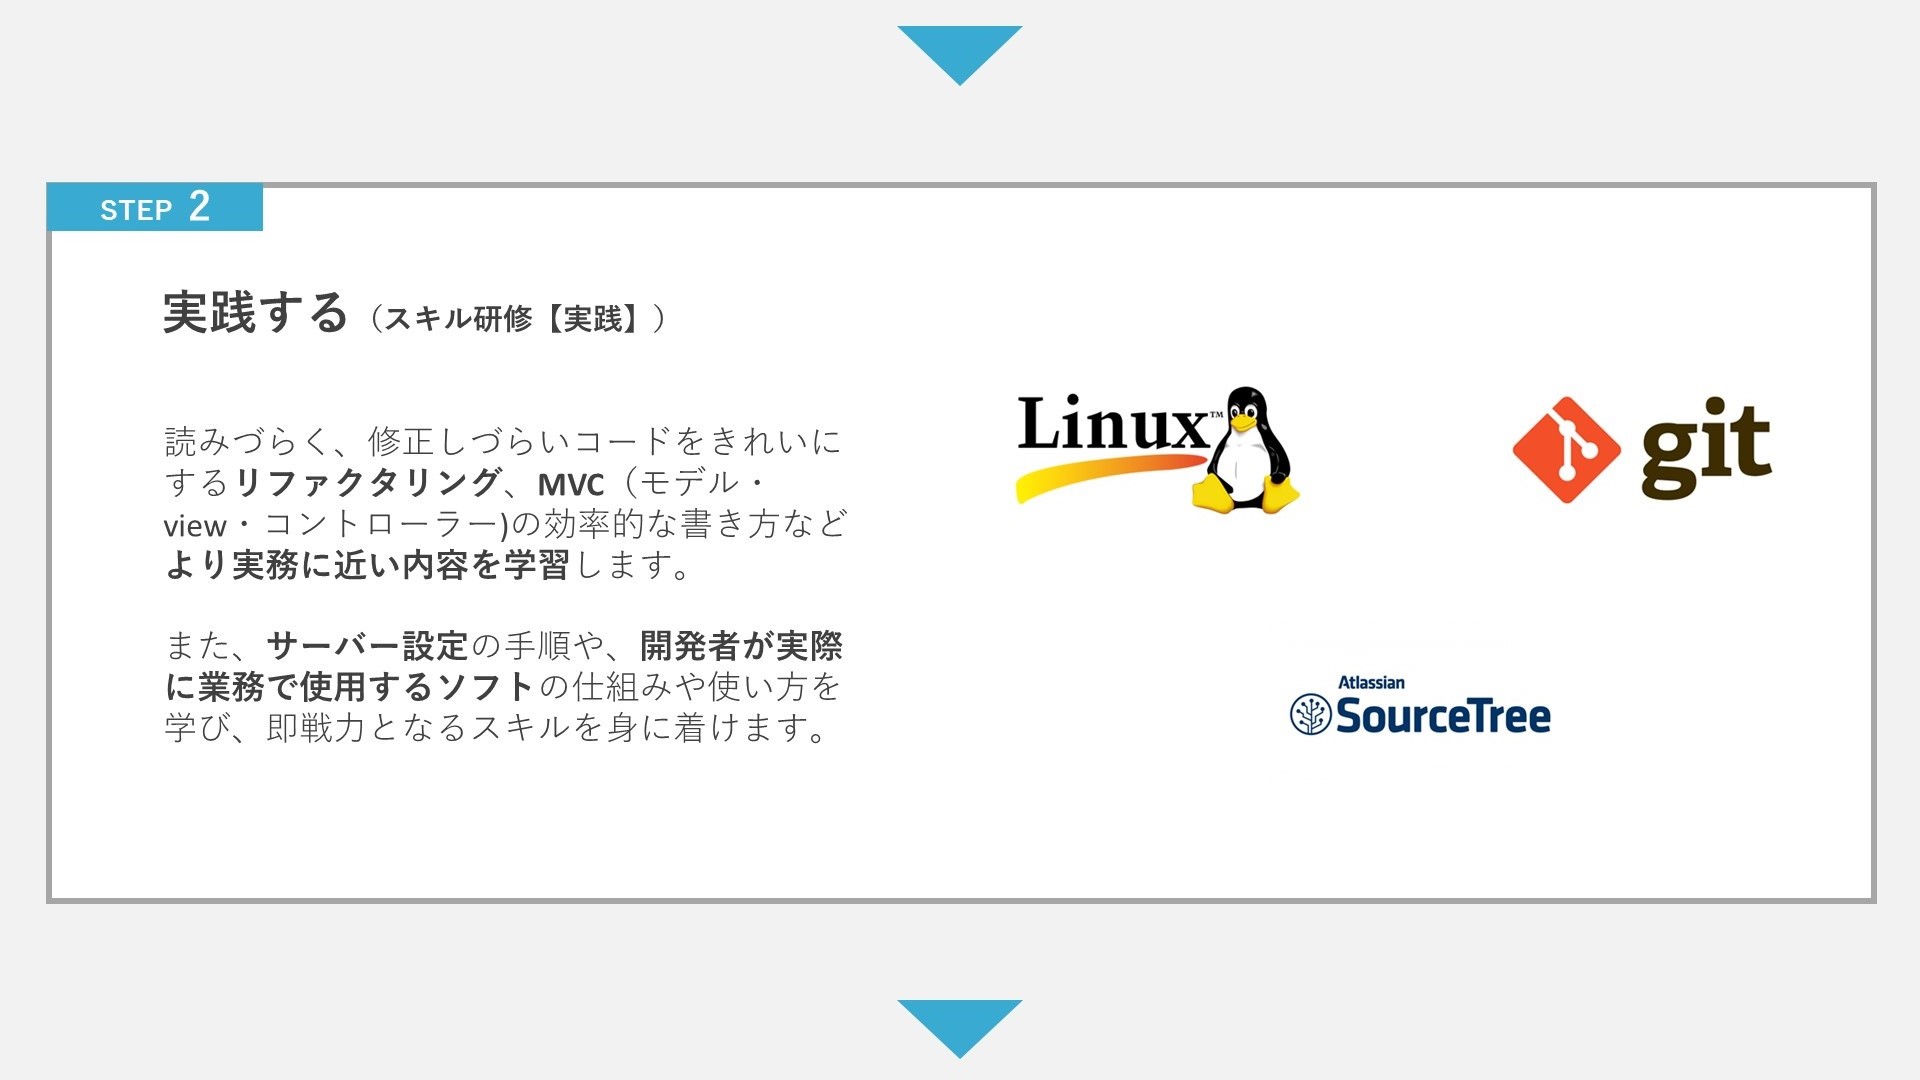 STEP 2
実践する（スキル研修【実践】）
読みづらく、修正しづらいコードをきれいに
するリファクタリング、MVC（モデル・
view・コントローラー)の効率的な書き方など
より実務に近い内容を学習します。
また、サーバー設定の手順や、開発者が実際
に業務で使用するソフトの仕組みや使い方を
学び、即戦力となるスキルを身に着けます。
Linux™
git
Atlassian
SourceTree